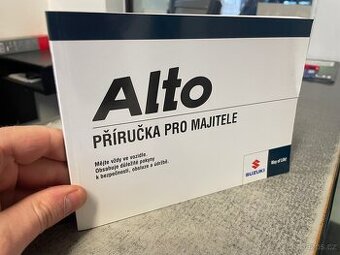 Alto
PŘÍRUČKA PRO MAJITELE
Mějte vždy ve vozidle.
Obsahuje důležité pokyny
k bezpečnosti, obsluze a údržbě.
SUZUKI
Way of Life!